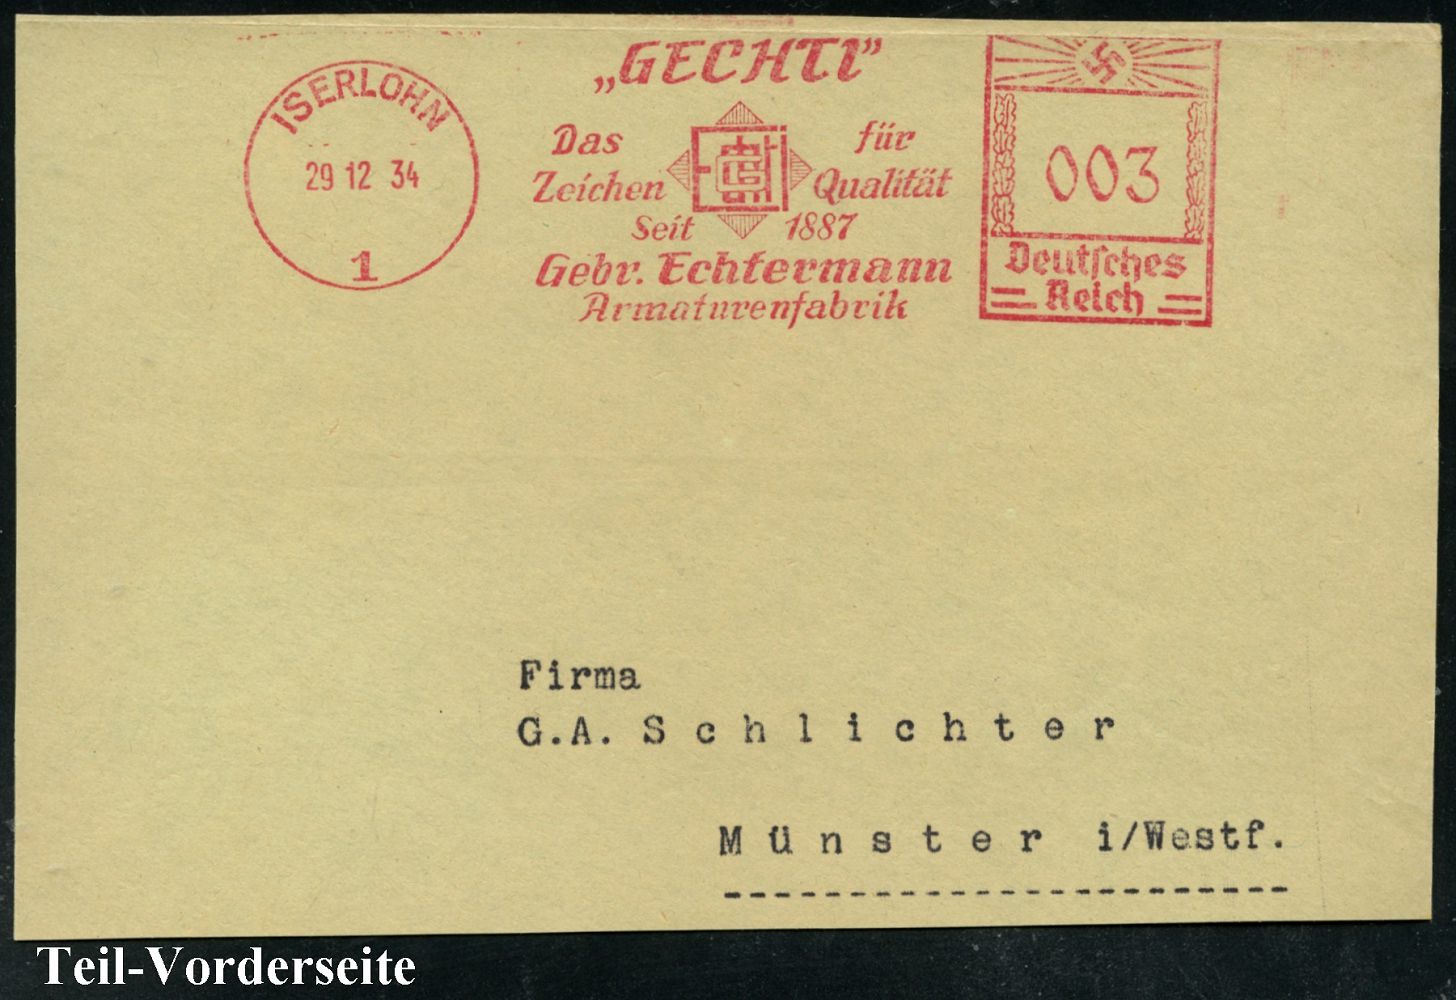 „GECHTI”
ISERLOHN
29 12 34
1
Das für
Zeichen Qualität
Seit 1887
Gebr. Echtermann
Armaturenfabrik
003
Deutsches
Reich
Firma
G.A. Schlichter
Münster i/Westf.
Teil-Vorderseite